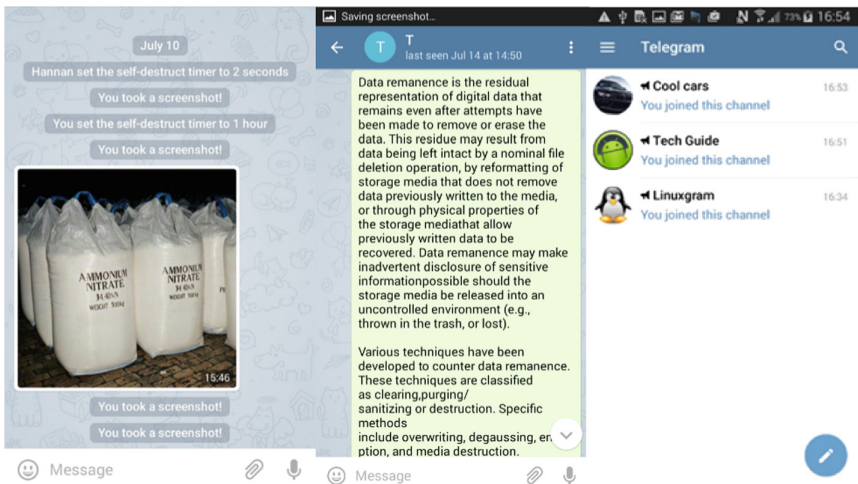 July 10
Hannan set the self-destruct timer to 2 seconds
You took a screenshot!
You set the self-destruct timer to 1 hour
You took a screenshot!
AMMONIUM
NITRATE
34.4%N
WEIGHT 500kg
AMMONIUM
NITRATE
34.4%N
WEIGHT 500kg
15:46
You took a screenshot!
You took a screenshot!
Message
Saving screenshot...
T
T
last seen Jul 14 at 14:50
Data remanence is the residual
representation of digital data that
remains even after attempts have
been made to remove or erase the
data. This residue may result from
data being left intact by a nominal file
deletion operation, by reformatting of
storage media that does not remove
data previously written to the media,
or through physical properties of
the storage mediathat allow
previously written data to be
recovered. Data remanence may make
inadvertent disclosure of sensitive
informationpossible should the
storage media be released into an
uncontrolled environment (e.g.,
thrown in the trash, or lost).
Various techniques have been
developed to counter data remanence.
These techniques are classified
as clearing,purging/
sanitizing or destruction. Specific
methods
include overwriting, degaussing, en
ption, and media destruction.
Message
73% 16:54
Telegram
Cool cars
16:53
You joined this channel
Tech Guide
16:51
You joined this channel
Linuxgram
16:34
You joined this channel